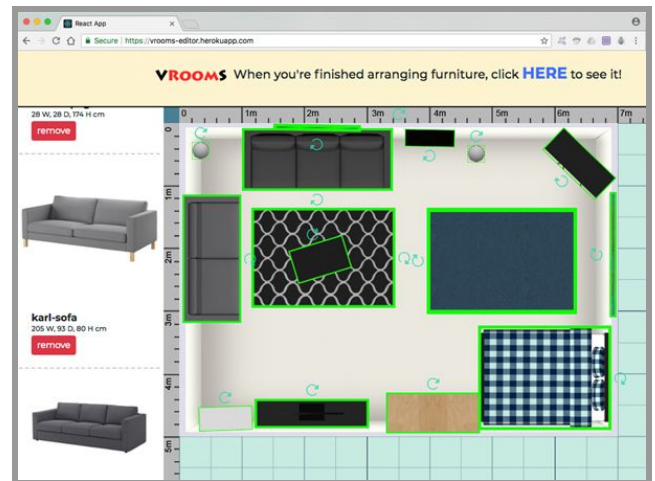 React App
Secure | https://vrooms-editor.herokuapp.com
VROOMS When you're finished arranging furniture, click HERE to see it!
28 W, 28 D, 174 H cm
remove
karl-sofa
205 W, 93 D, 80 H cm
remove
0 1m 2m 3m 4m 5m 6m 7m
0
1m
2m
3m
4m
5m